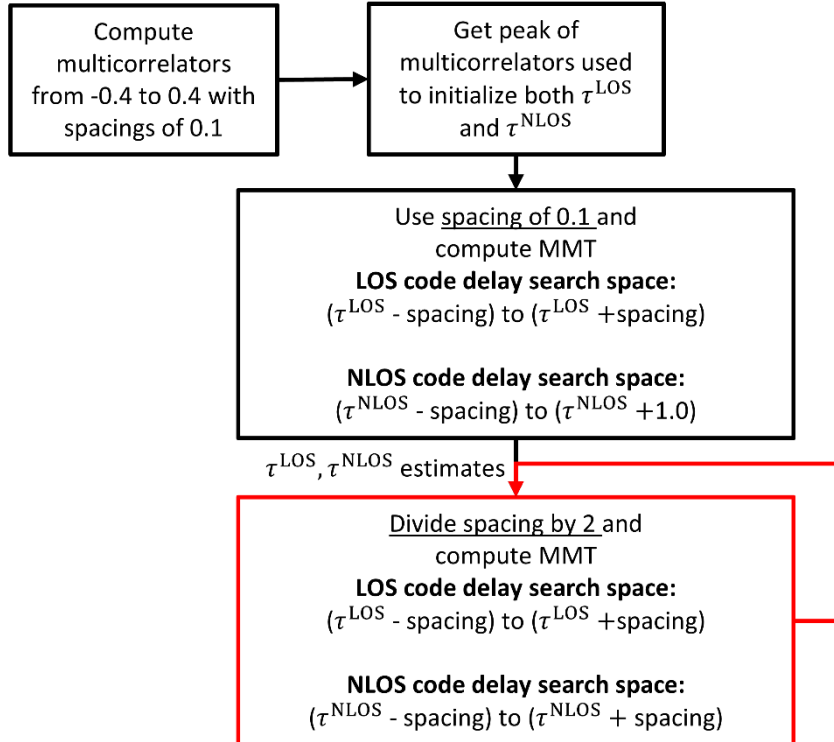 Compute
multicorrelators
from -0.4 to 0.4 with
spacings of 0.1
Get peak of
multicorrelators used
to initialize both τ^LOS
and τ^NLOS
Use spacing of 0.1 and
compute MMT
LOS code delay search space:
(τ^LOS - spacing) to (τ^LOS +spacing)
NLOS code delay search space:
(τ^NLOS - spacing) to (τ^NLOS +1.0)
τ^LOS, τ^NLOS estimates
Divide spacing by 2 and
compute MMT
LOS code delay search space:
(τ^LOS - spacing) to (τ^LOS +spacing)
NLOS code delay search space:
(τ^NLOS - spacing) to (τ^NLOS + spacing)